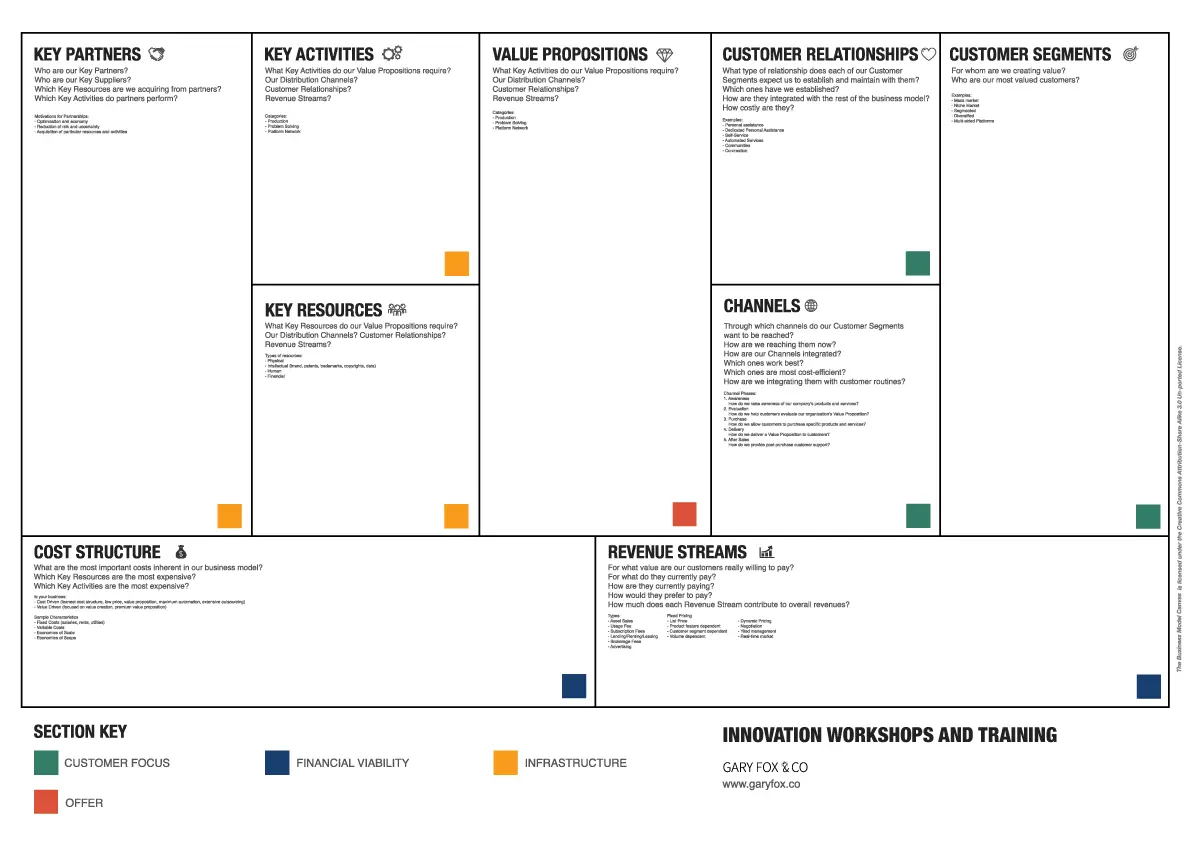 KEY PARTNERS
Who are our Key Partners?
Who are our Key Suppliers?
Which Key Resources are we acquiring from partners?
Which Key Activities do partners perform?
Motivations for Partnerships:
- Optimisation and economy
- Reduction of risk and uncertainty
- Acquisition of particular resources and activities
KEY ACTIVITIES
What Key Activities do our Value Propositions require?
Our Distribution Channels?
Customer Relationships?
Revenue Streams?
Categories:
- Production
- Problem Solving
- Platform Network
KEY RESOURCES
What Key Resources do our Value Propositions require?
Our Distribution Channels? Customer Relationships?
Revenue Streams?
Types of resources:
- Physical
- Intellectual (brand, patents, trademarks, copyrights, data)
- Human
- Financial
VALUE PROPOSITIONS
What Key Activities do our Value Propositions require?
Our Distribution Channels?
Customer Relationships?
Revenue Streams?
Categories:
- Production
- Problem Solving
- Platform Network
CUSTOMER RELATIONSHIPS
What type of relationship does each of our Customer
Segments expect us to establish and maintain with them?
Which ones have we established?
How are they integrated with the rest of the business model?
How costly are they?
Examples:
- Personal assistance
- Dedicated Personal Assistance
- Self-Service
- Automated Services
- Communities
- Co-creation
CHANNELS
Through which channels do our Customer Segments
want to be reached?
How are we reaching them now?
How are our Channels integrated?
Which ones work best?
Which ones are most cost-efficient?
How are we integrating them with customer routines?
Channel Phases:
1. Awareness
How do we raise awareness of our company's products and services?
2. Evaluation
How do we help customers evaluate our organisation's Value Proposition?
3. Purchase
How do we allow customers to purchase specific products and services?
4. Delivery
How do we deliver a Value Proposition to customers?
5. After Sales
How do we provide post-purchase customer support?
CUSTOMER SEGMENTS
For whom are we creating value?
Who are our most valued customers?
Examples:
- Mass market
- Niche Market
- Segmented
- Diversified
- Multi-sided Platforms
COST STRUCTURE
What are the most important costs inherent in our business model?
Which Key Resources are the most expensive?
Which Key Activities are the most expensive?
Is your business:
- Cost Driven (leanest cost structure, low price, value proposition, maximum automation, extensive outsourcing)
- Value Driven (focused on value creation, premium value proposition)
Sample Characteristics
- Fixed Costs (salaries, rents, utilities)
- Variable Costs
- Economies of Scale
- Economies of Scope
REVENUE STREAMS
For what value are our customers really willing to pay?
For what do they currently pay?
How are they currently paying?
How would they prefer to pay?
How much does each Revenue Stream contribute to overall revenues?
Types
- Asset Sales
- Usage Fee
- Subscription Fees
- Lending/Renting/Leasing
- Brokerage Fees
- Advertising
Fixed Pricing
- List Price
- Product feature dependent
- Customer segment dependent
- Volume dependent
- Dynamic Pricing
- Negotiation
- Yield management
- Real-time market
The Business Model Canvas is licensed under the Creative Commons Attribution-Share Alike 3.0 Un-ported License.
SECTION KEY
CUSTOMER FOCUS
FINANCIAL VIABILITY
INFRASTRUCTURE
OFFER
INNOVATION WORKSHOPS AND TRAINING
GARY FOX & CO
www.garyfox.co